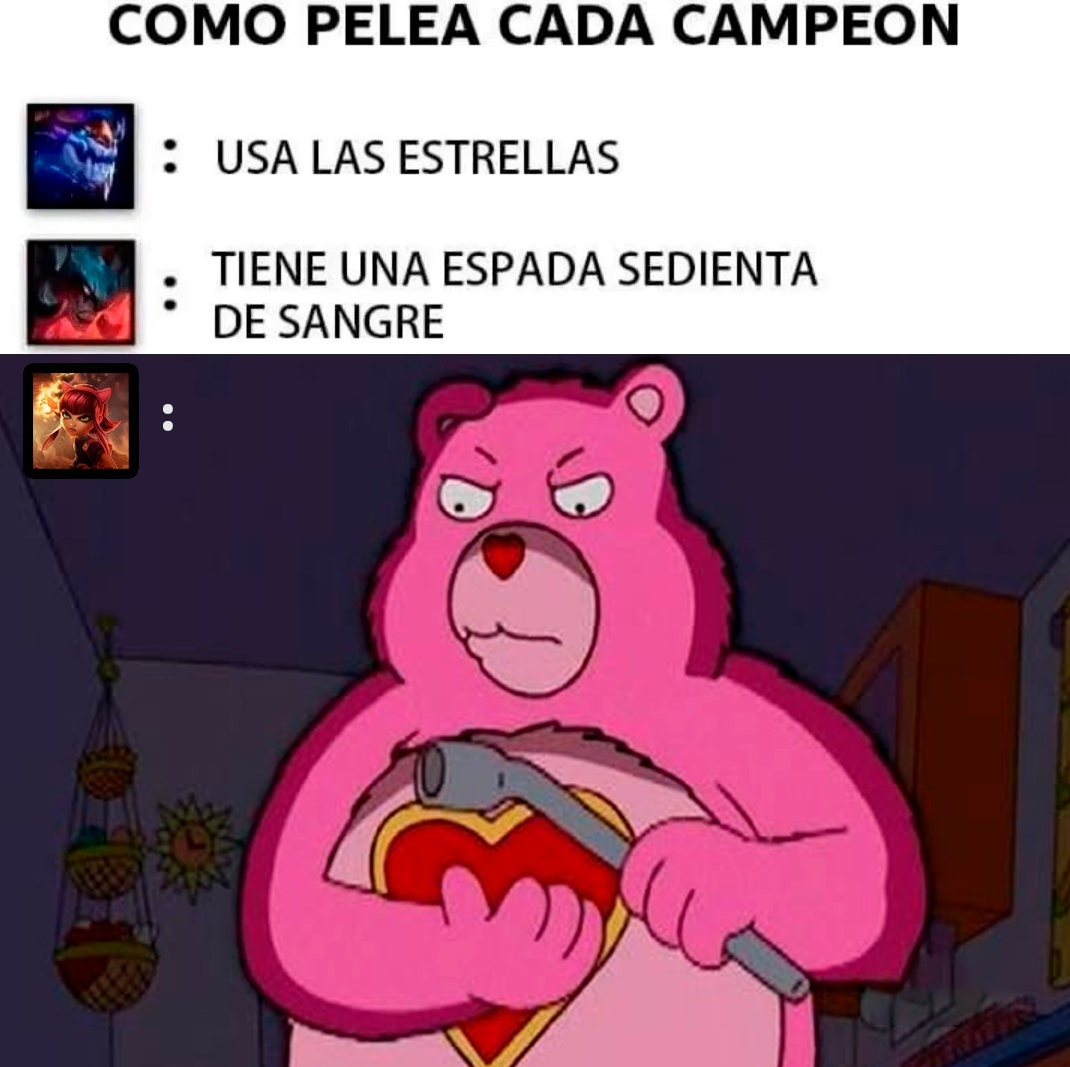 COMO PELEA CADA CAMPEON
: USA LAS ESTRELLAS
: TIENE UNA ESPADA SEDIENTA
DE SANGRE
: